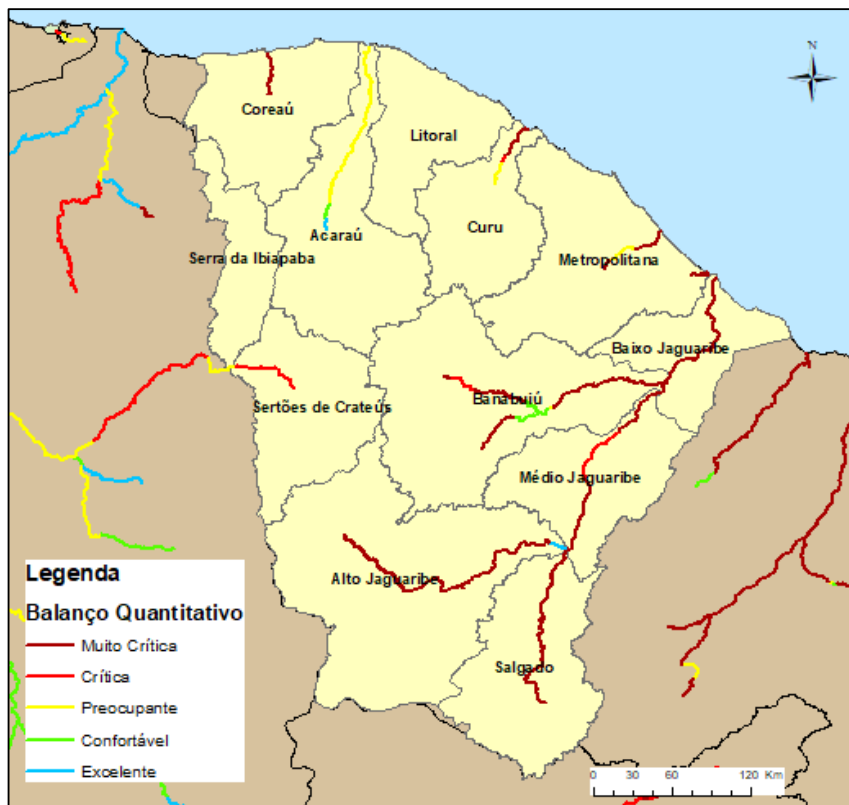 N
Coreaú
Litoral
Acaraú
Curu
Serra da Ibiapaba
Metropolitana
Baixo Jaguaribe
Sertões de Crateús
Banabuiú
Médio Jaguaribe
Alto Jaguaribe
Salgado
Legenda
Balanço Quantitativo
Muito Crítica
Crítica
Preocupante
Confortável
Excelente
0 30 60 120 Km